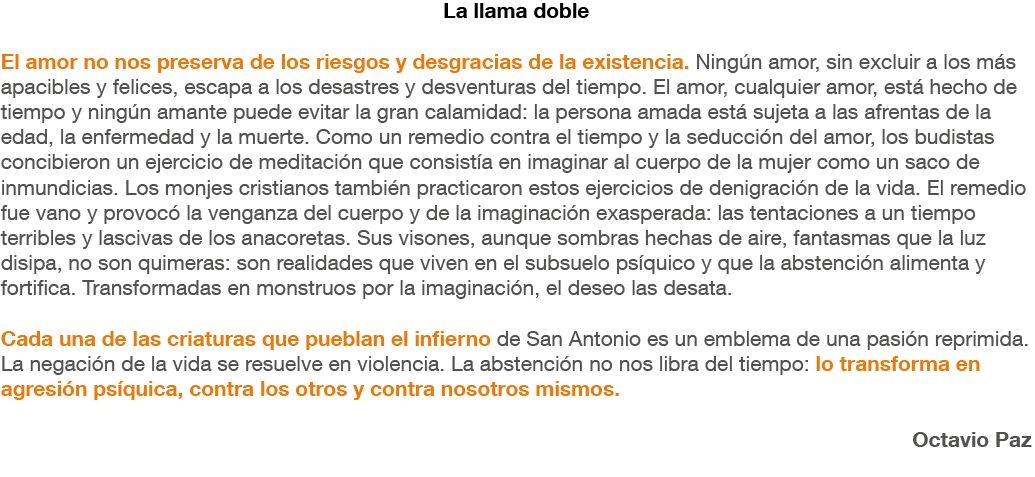 La llama doble
El amor no nos preserva de los riesgos y desgracias de la existencia. Ningún amor, sin excluir a los más
apacibles y felices, escapa a los desastres y desventuras del tiempo. El amor, cualquier amor, está hecho de
tiempo y ningún amante puede evitar la gran calamidad: la persona amada está sujeta a las afrentas de la
edad, la enfermedad y la muerte. Como un remedio contra el tiempo y la seducción del amor, los budistas
concibieron un ejercicio de meditación que consistía en imaginar al cuerpo de la mujer como un saco de
inmundicias. Los monjes cristianos también practicaron estos ejercicios de denigración de la vida. El remedio
fue vano y provocó la venganza del cuerpo y de la imaginación exasperada: las tentaciones a un tiempo
terribles y lascivas de los anacoretas. Sus visones, aunque sombras hechas de aire, fantasmas que la luz
disipa, no son quimeras: son realidades que viven en el subsuelo psíquico y que la abstención alimenta y
fortifica. Transformadas en monstruos por la imaginación, el deseo las desata.
Cada una de las criaturas que pueblan el infierno de San Antonio es un emblema de una pasión reprimida.
La negación de la vida se resuelve en violencia. La abstención no nos libra del tiempo: lo transforma en
agresión psíquica, contra los otros y contra nosotros mismos.
Octavio Paz